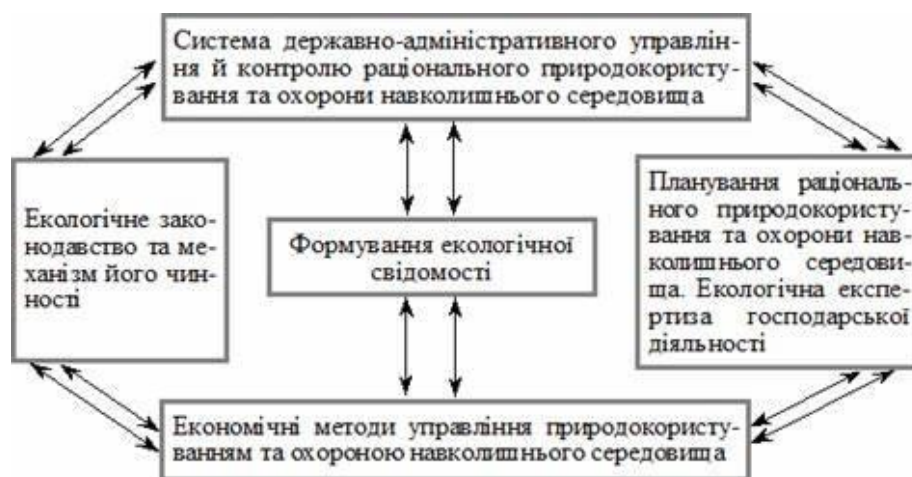 Система державно-адміністративного управлін-
ня й контролю раціонального природокористу-
вання та охорони навколишнього середовища
Екологічне зако-
нодавство та ме-
ханізм його чин-
ності
Формування екологічної
свідомості
Планування раціональ-
ного природокористу-
вання та охорони нав-
колишнього середови-
ща. Екологічна експе-
ртиза господарської
діяльності
Економічні методи управління природокористу-
ванням та охороною навколишнього середовища